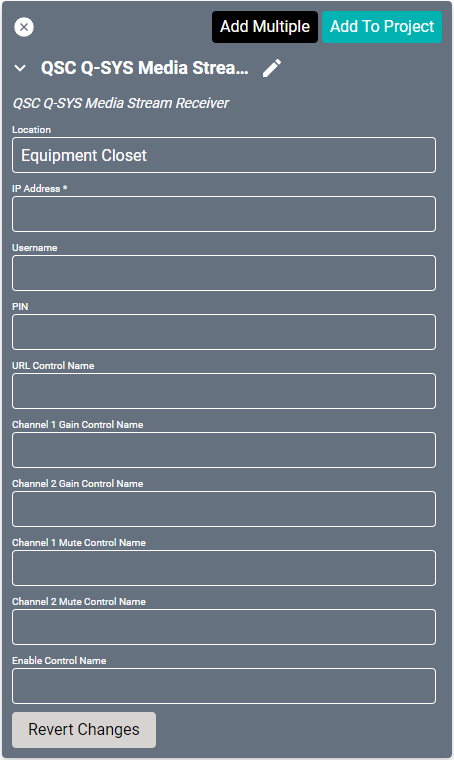 Add Multiple Add To Project
QSC Q-SYS Media Strea...
QSC Q-SYS Media Stream Receiver
Location
Equipment Closet
IP Address *
Username
PIN
URL Control Name
Channel 1 Gain Control Name
Channel 2 Gain Control Name
Channel 1 Mute Control Name
Channel 2 Mute Control Name
Enable Control Name
Revert Changes